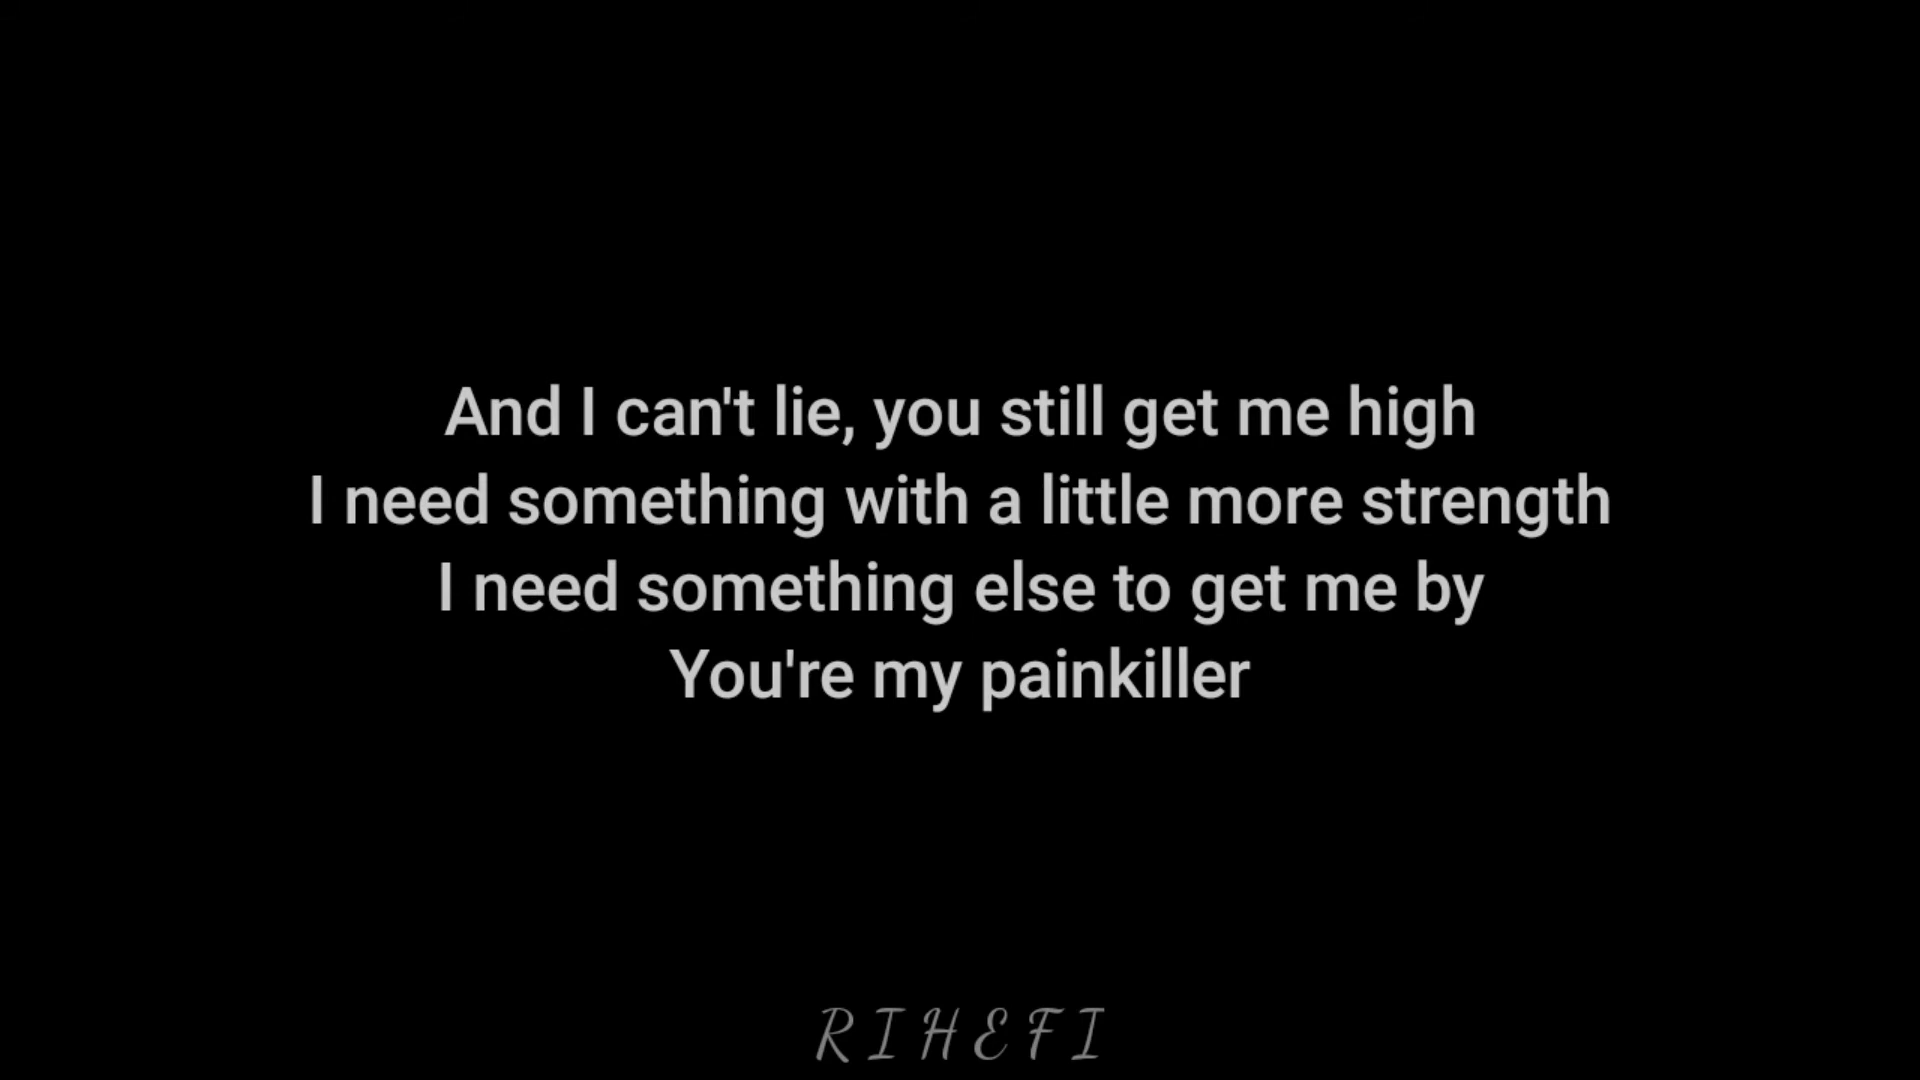 And I can't lie, you still get me high
I need something with a little more strength
I need something else to get me by
You're my painkiller
RIHEFI